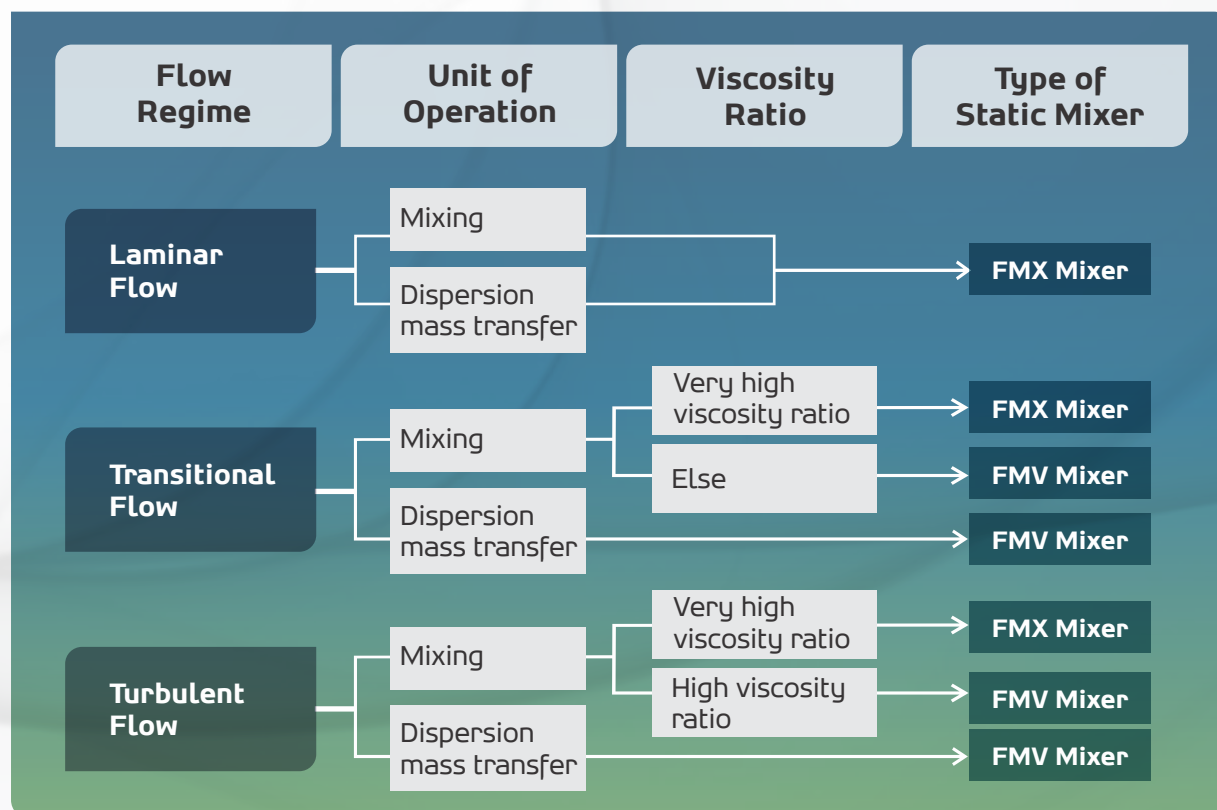 Flow
Regime
Unit of
Operation
Viscosity
Ratio
Type of
Static Mixer
Laminar
Flow
Mixing
Dispersion
mass transfer
FMX Mixer
Transitional
Flow
Mixing
Very high
viscosity ratio
FMX Mixer
Else
FMV Mixer
Dispersion
mass transfer
FMV Mixer
Turbulent
Flow
Mixing
Very high
viscosity ratio
FMX Mixer
High viscosity
ratio
FMV Mixer
Dispersion
mass transfer
FMV Mixer